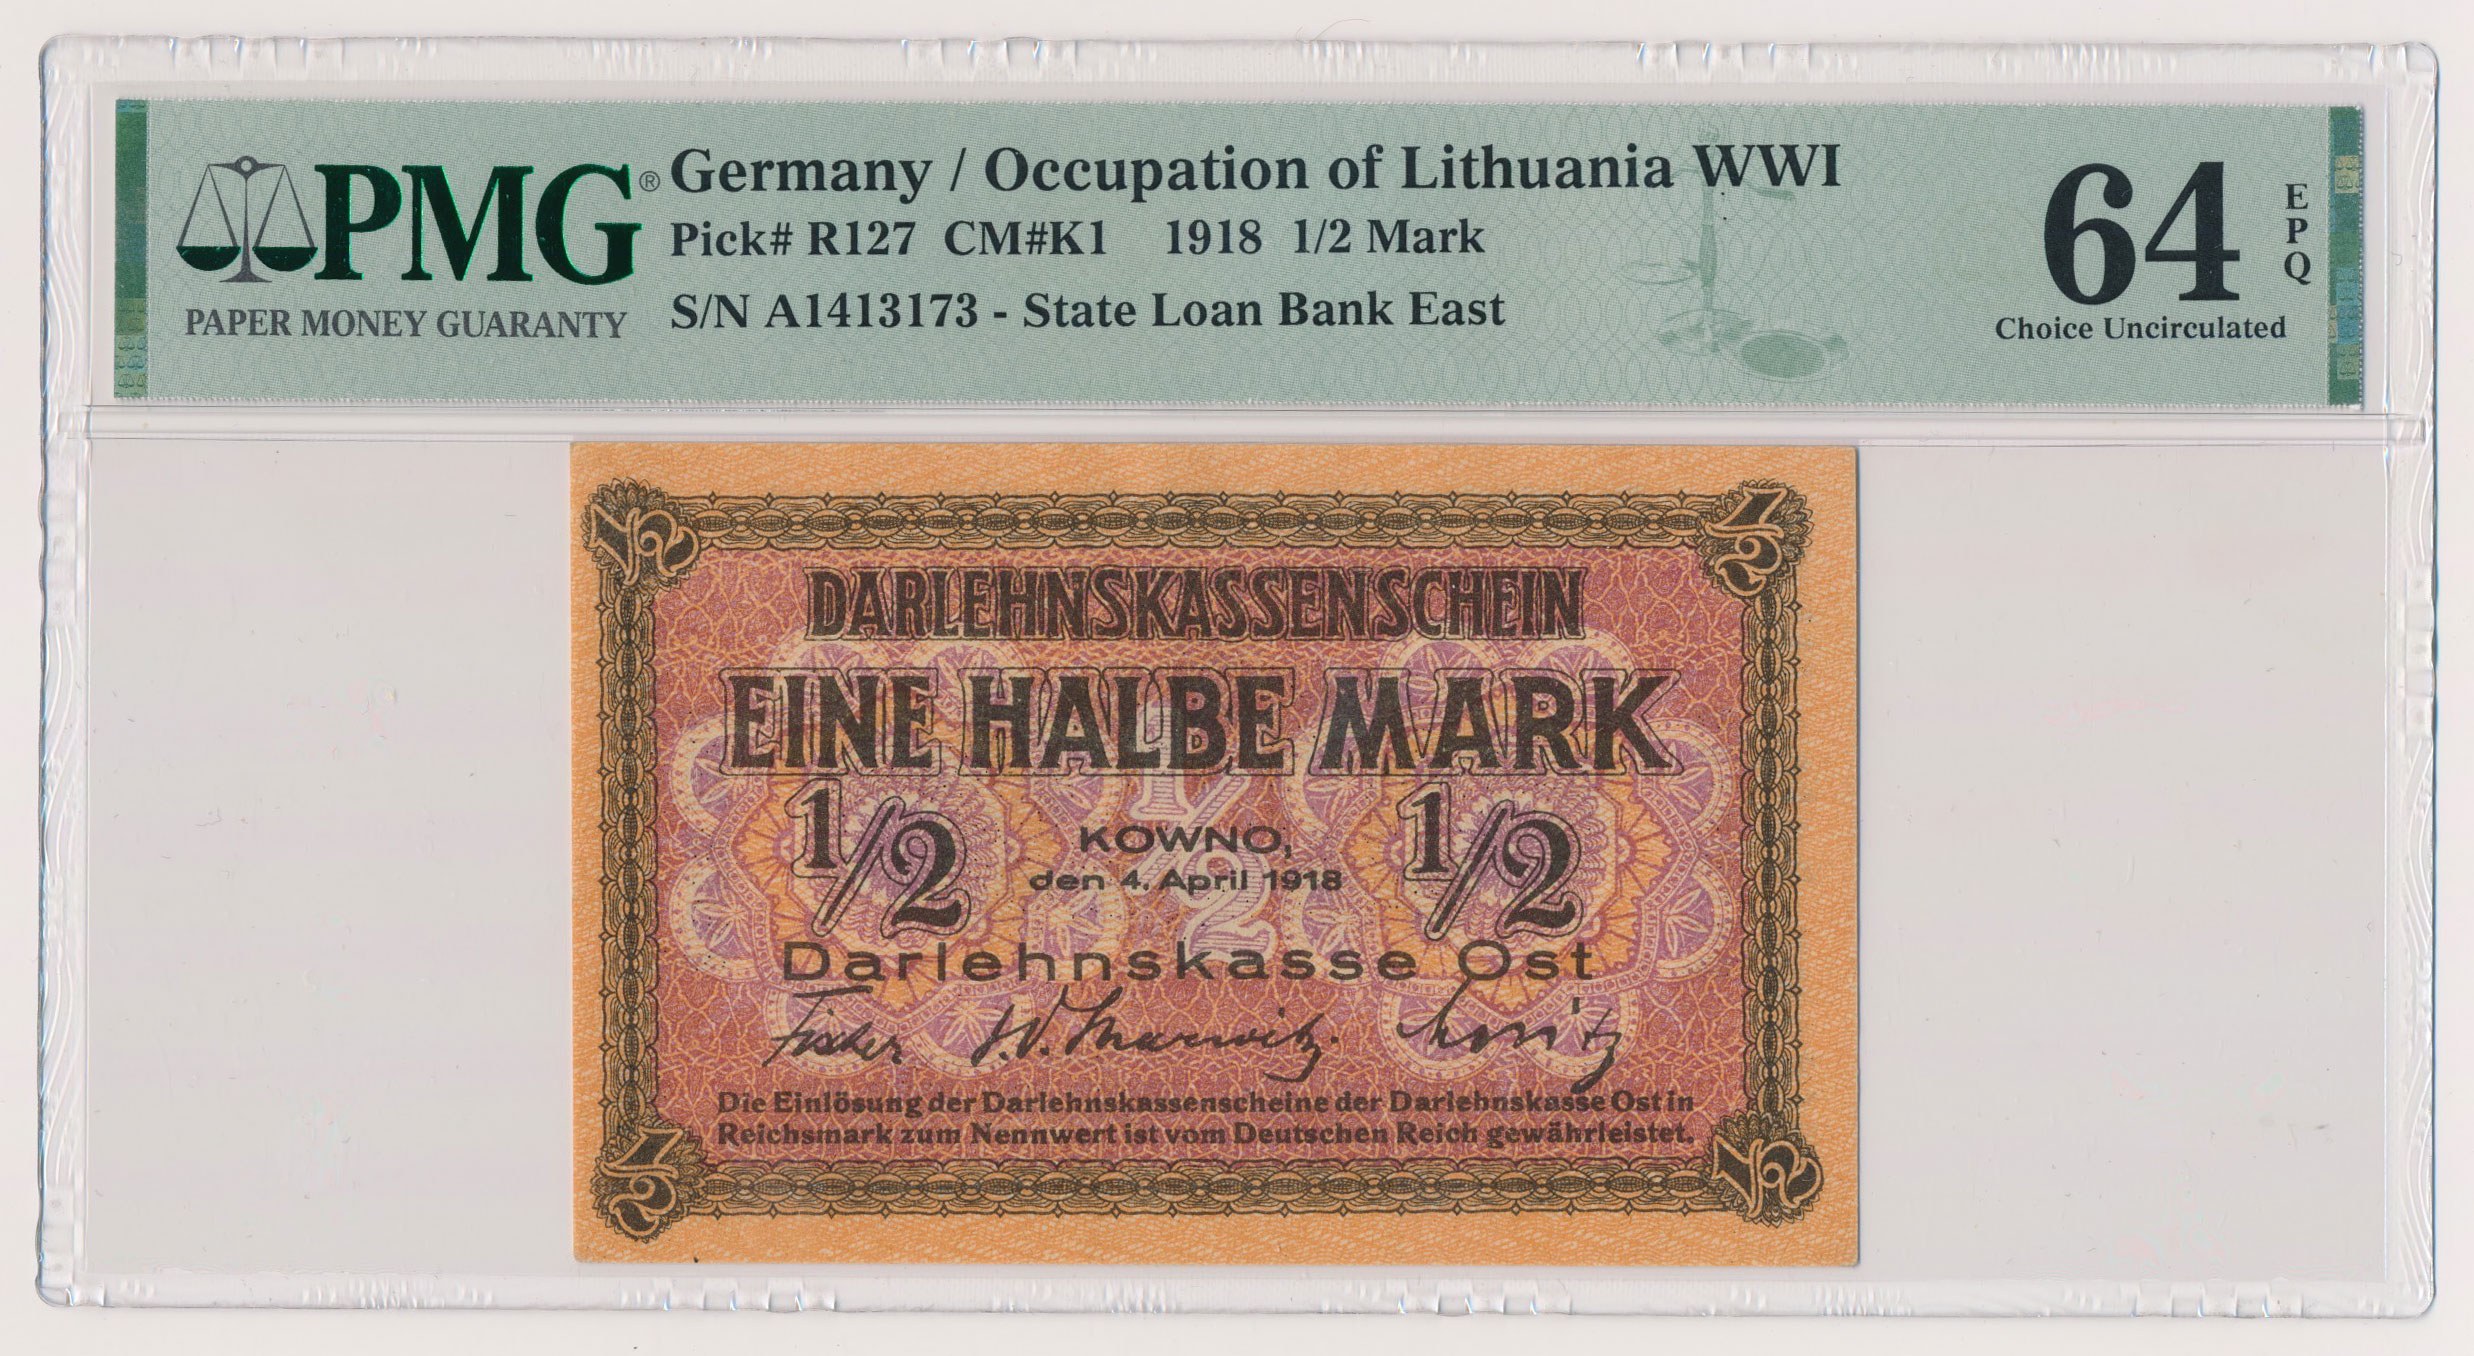 PMG®
PAPER MONEY GUARANTY
Germany / Occupation of Lithuania WWI
Pick# R127 CM#K1 1918 1/2 Mark
S/N A1413173 - State Loan Bank East
64
EPQ
Choice Uncirculated
1/2
1/2
DARLEHNSKASSENSCHEIN
EINE HALBE MARK
1/2
1/2
1/2
KOWNO,
den 4. April 1918
Darlehnskasse Ost
Fischer
Die Einlösung der Darlehnskassenscheine der Darlehnskasse Ost in
Reichsmark zum Nennwert ist vom Deutschen Reich gewährleistet.
1/2
1/2